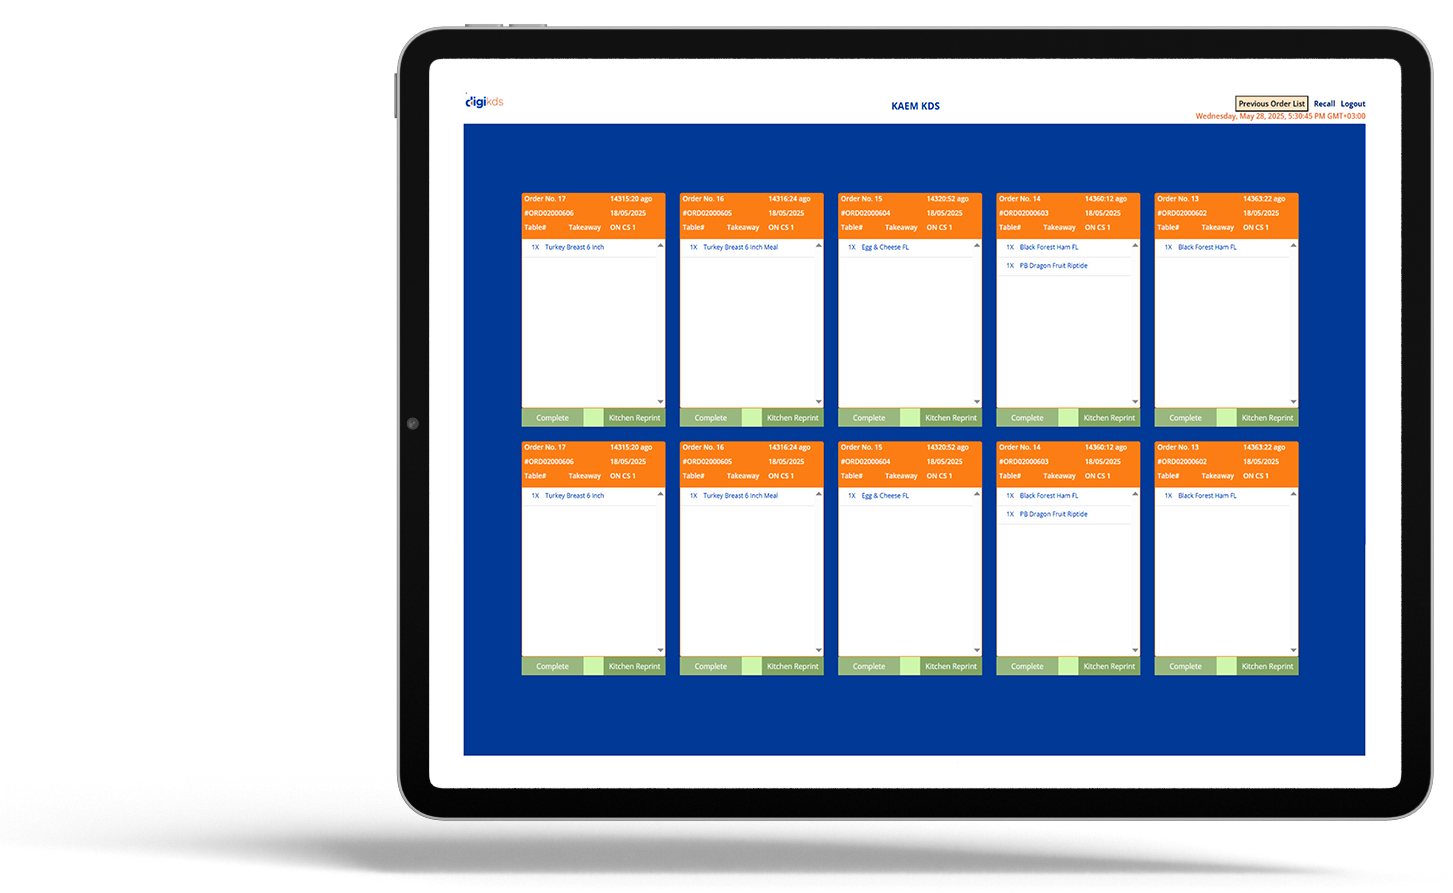 digikds
KAEM KDS
Previous Order List Recall Logout
Wednesday, May 28, 2025, 5:30:45 PM GMT+03:00
Order No. 17 14315:20 ago
#ORD02000606 18/05/2025
Table# Takeaway ON CS 1
1X Turkey Breast 6 Inch
Complete Kitchen Reprint
Order No. 16 14316:24 ago
#ORD02000605 18/05/2025
Table# Takeaway ON CS 1
1X Turkey Breast 6 Inch Meal
Complete Kitchen Reprint
Order No. 15 14320:52 ago
#ORD02000604 18/05/2025
Table# Takeaway ON CS 1
1X Egg & Cheese FL
Complete Kitchen Reprint
Order No. 14 14360:12 ago
#ORD02000603 18/05/2025
Table# Takeaway ON CS 1
1X Black Forest Ham FL
1X PB Dragon Fruit Riptide
Complete Kitchen Reprint
Order No. 13 14363:22 ago
#ORD02000602 18/05/2025
Table# Takeaway ON CS 1
1X Black Forest Ham FL
Complete Kitchen Reprint
Order No. 17 14315:20 ago
#ORD02000606 18/05/2025
Table# Takeaway ON CS 1
1X Turkey Breast 6 Inch
Complete Kitchen Reprint
Order No. 16 14316:24 ago
#ORD02000605 18/05/2025
Table# Takeaway ON CS 1
1X Turkey Breast 6 Inch Meal
Complete Kitchen Reprint
Order No. 15 14320:52 ago
#ORD02000604 18/05/2025
Table# Takeaway ON CS 1
1X Egg & Cheese FL
Complete Kitchen Reprint
Order No. 14 14360:12 ago
#ORD02000603 18/05/2025
Table# Takeaway ON CS 1
1X Black Forest Ham FL
1X PB Dragon Fruit Riptide
Complete Kitchen Reprint
Order No. 13 14363:22 ago
#ORD02000602 18/05/2025
Table# Takeaway ON CS 1
1X Black Forest Ham FL
Complete Kitchen Reprint